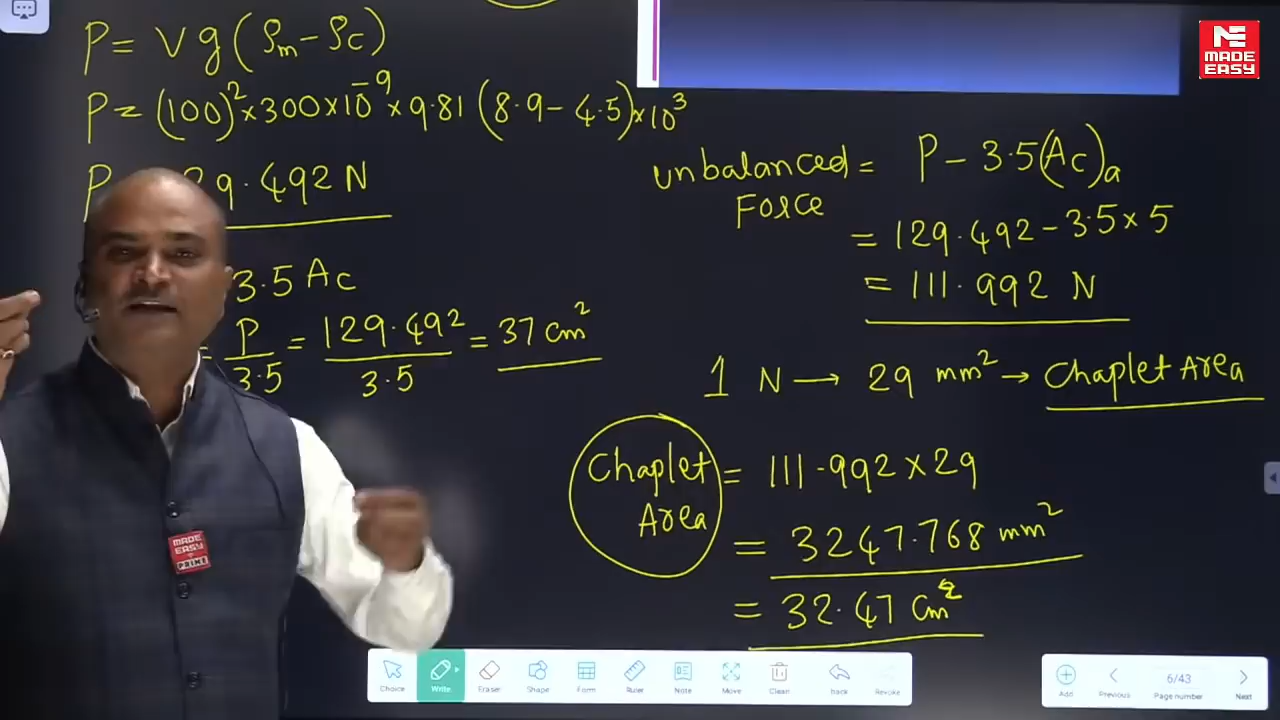 P = Vg(ρm - ρc)
P = (100)² × 300 × 10⁻⁹ × 9.81 (8.9 - 4.5) × 10³
P 29.492 N
3.5 Ac
= P/3.5 = 129.492/3.5 = 37 cm²
MADE EASY
unbalanced Force = P - 3.5(Ac)a
= 129.492 - 3.5 × 5
= 111.992 N
1 N → 29 mm² → Chaplet Area
Chaplet Area = 111.992 × 29
= 3247.768 mm²
= 32.47 cm²
MADE EASY PRIME
Choice
Write
Eraser
Shape
Form
Ruler
Note
Move
Clean
back
Revoke
Add
Previous
6/43
Page number
Next